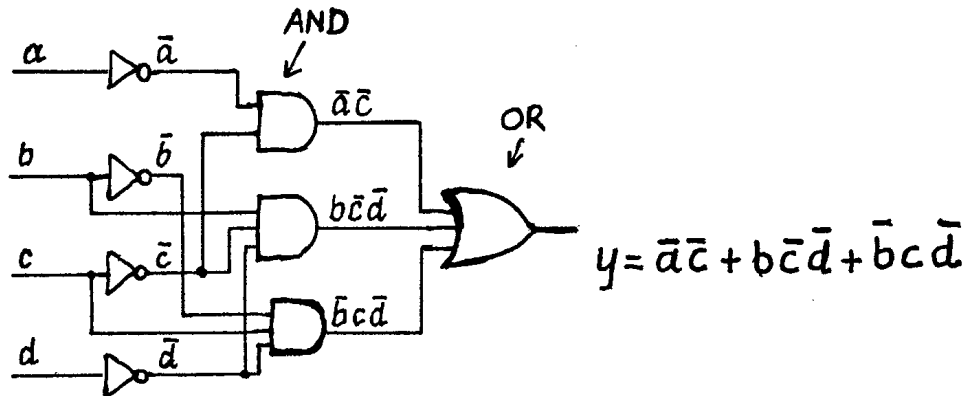 AND
a
ā
āc̄
OR
b
b̄
bc̄d̄
c
c̄
y = āc̄ + bc̄d̄ + b̄cd̄
b̄cd̄
d
d̄